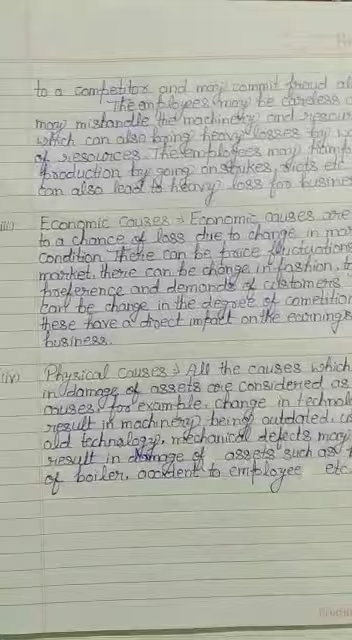 to a competitor and may commit fraud al
The employees may be careless a
may mishandle the machinery and resour
which can also bring heavy losses by w
of resources. The employees may
production by going on strikes, riots etc
can also lead to heavy loss for busines
iii) Economic Causes :- Economic causes are
to a chance of loss due to change in mar
condition. There can be price fluctuations
market, there can be change in fashion, t
preference and demands of customers
can't be change in the degree of cometition
these have a direct impact on the earnings
business.
(iv) Physical Causes :- All the causes which
in damage of assets are considered as
causes. for example, change in technol
result in machinery being outdated, u
old technology, mechanical defects may
result in damage of assets such as
of boiler, accident to employee etc.